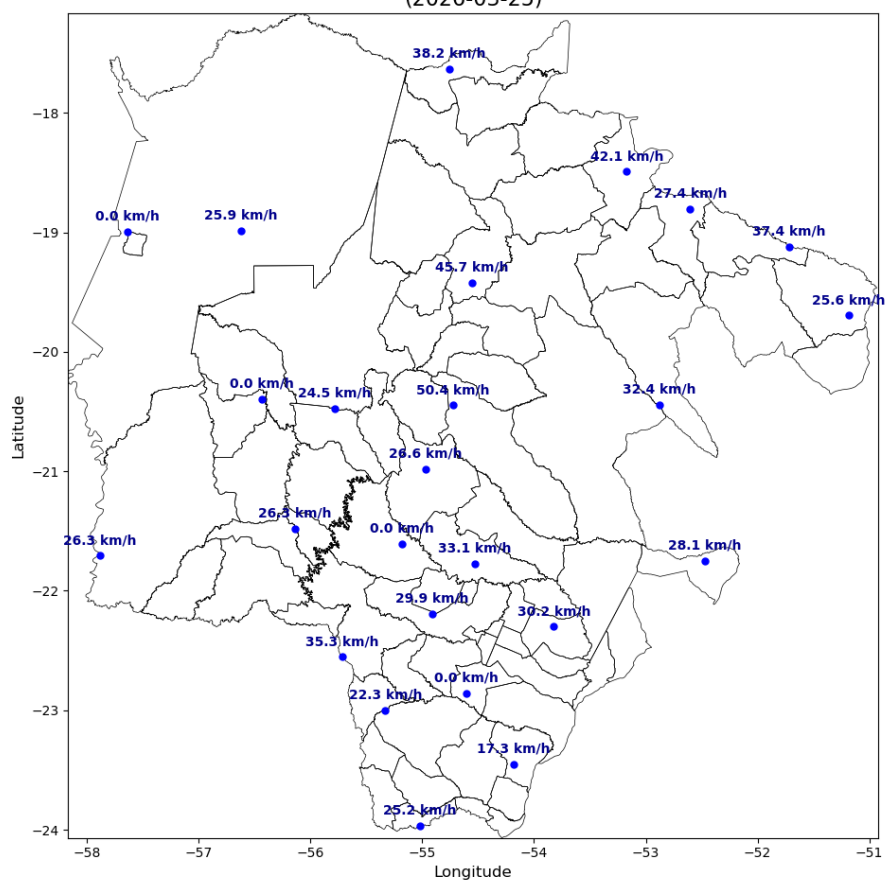 (2026-03-25)
38.2 km/h
42.1 km/h
27.4 km/h
0.0 km/h
25.9 km/h
37.4 km/h
45.7 km/h
25.6 km/h
0.0 km/h
24.5 km/h
50.4 km/h
32.4 km/h
26.6 km/h
26.3 km/h
0.0 km/h
26.3 km/h
33.1 km/h
28.1 km/h
29.9 km/h
30.2 km/h
35.3 km/h
0.0 km/h
22.3 km/h
17.3 km/h
25.2 km/h
Latitude
−18
−19
−20
−21
−22
−23
−24
−58
−57
−56
−55
−54
−53
−52
−51
Longitude